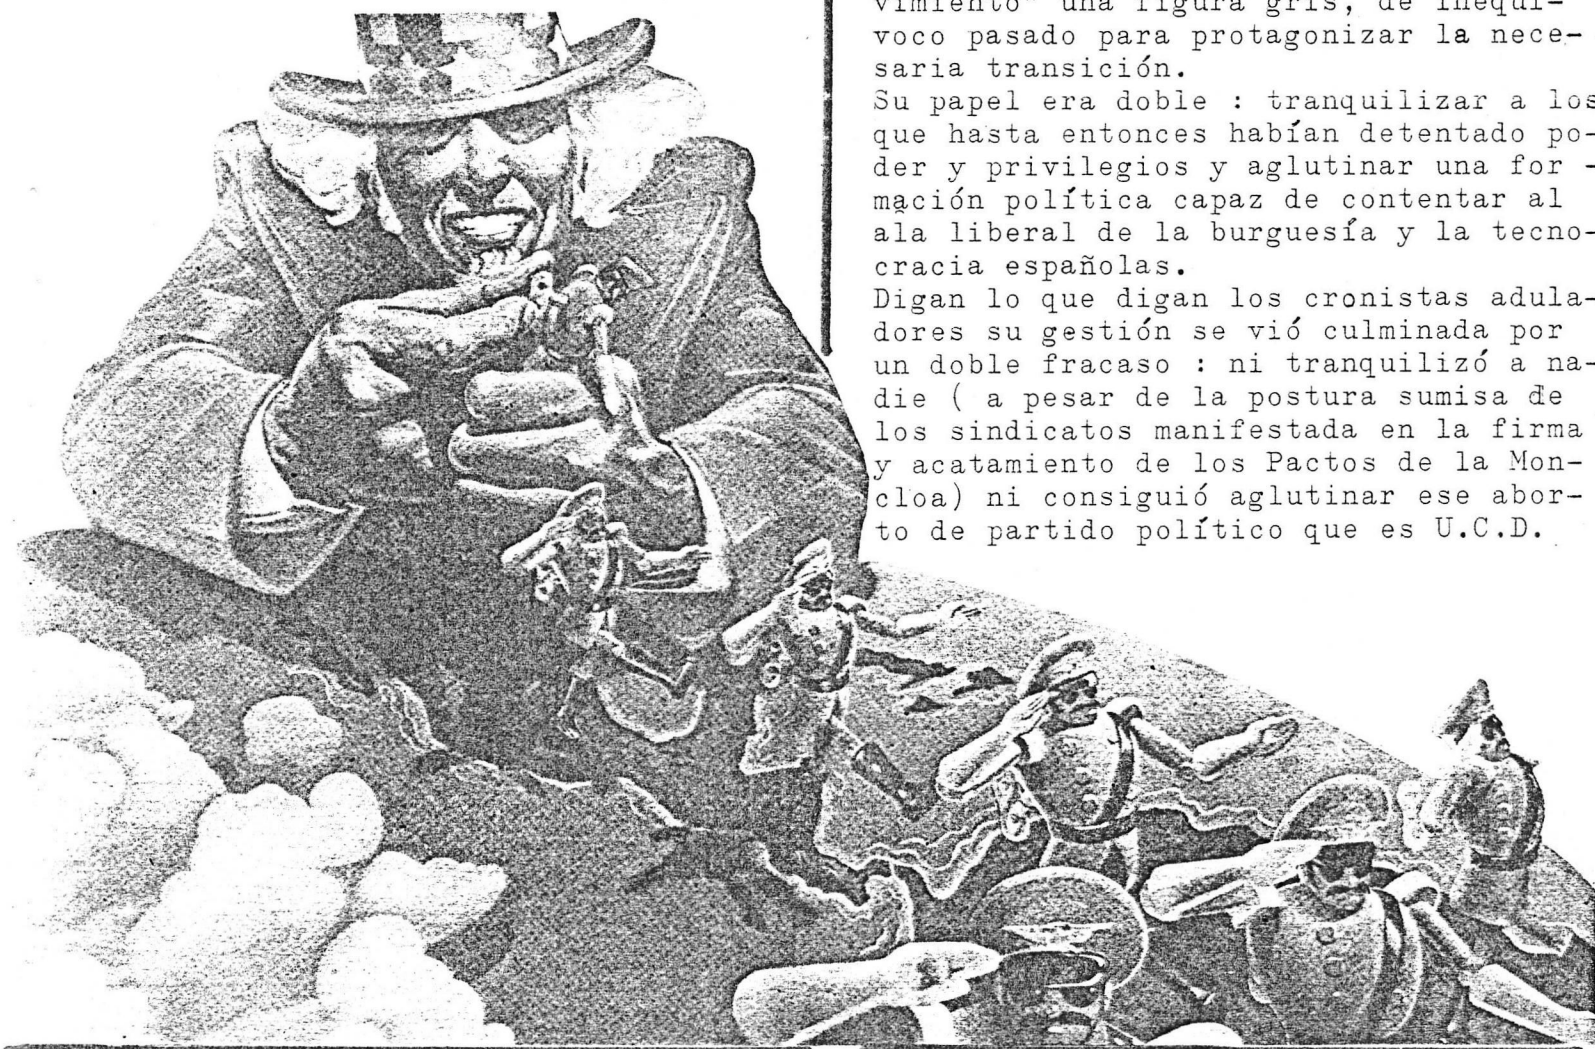 vimiento" una figura gris, de inequí-
voco pasado para protagonizar la nece-
saria transición.
Su papel era doble : tranquilizar a los
que hasta entonces habían detentado po-
der y privilegios y aglutinar una for -
mación política capaz de contentar al
ala liberal de la burguesía y la tecno-
cracia españolas.
Digan lo que digan los cronistas adula-
dores su gestión se vió culminada por
un doble fracaso : ni tranquilizó a na-
die ( a pesar de la postura sumisa de
los sindicatos manifestada en la firma
y acatamiento de los Pactos de la Mon-
cloa) ni consiguió aglutinar ese abor-
to de partido político que es U.C.D.